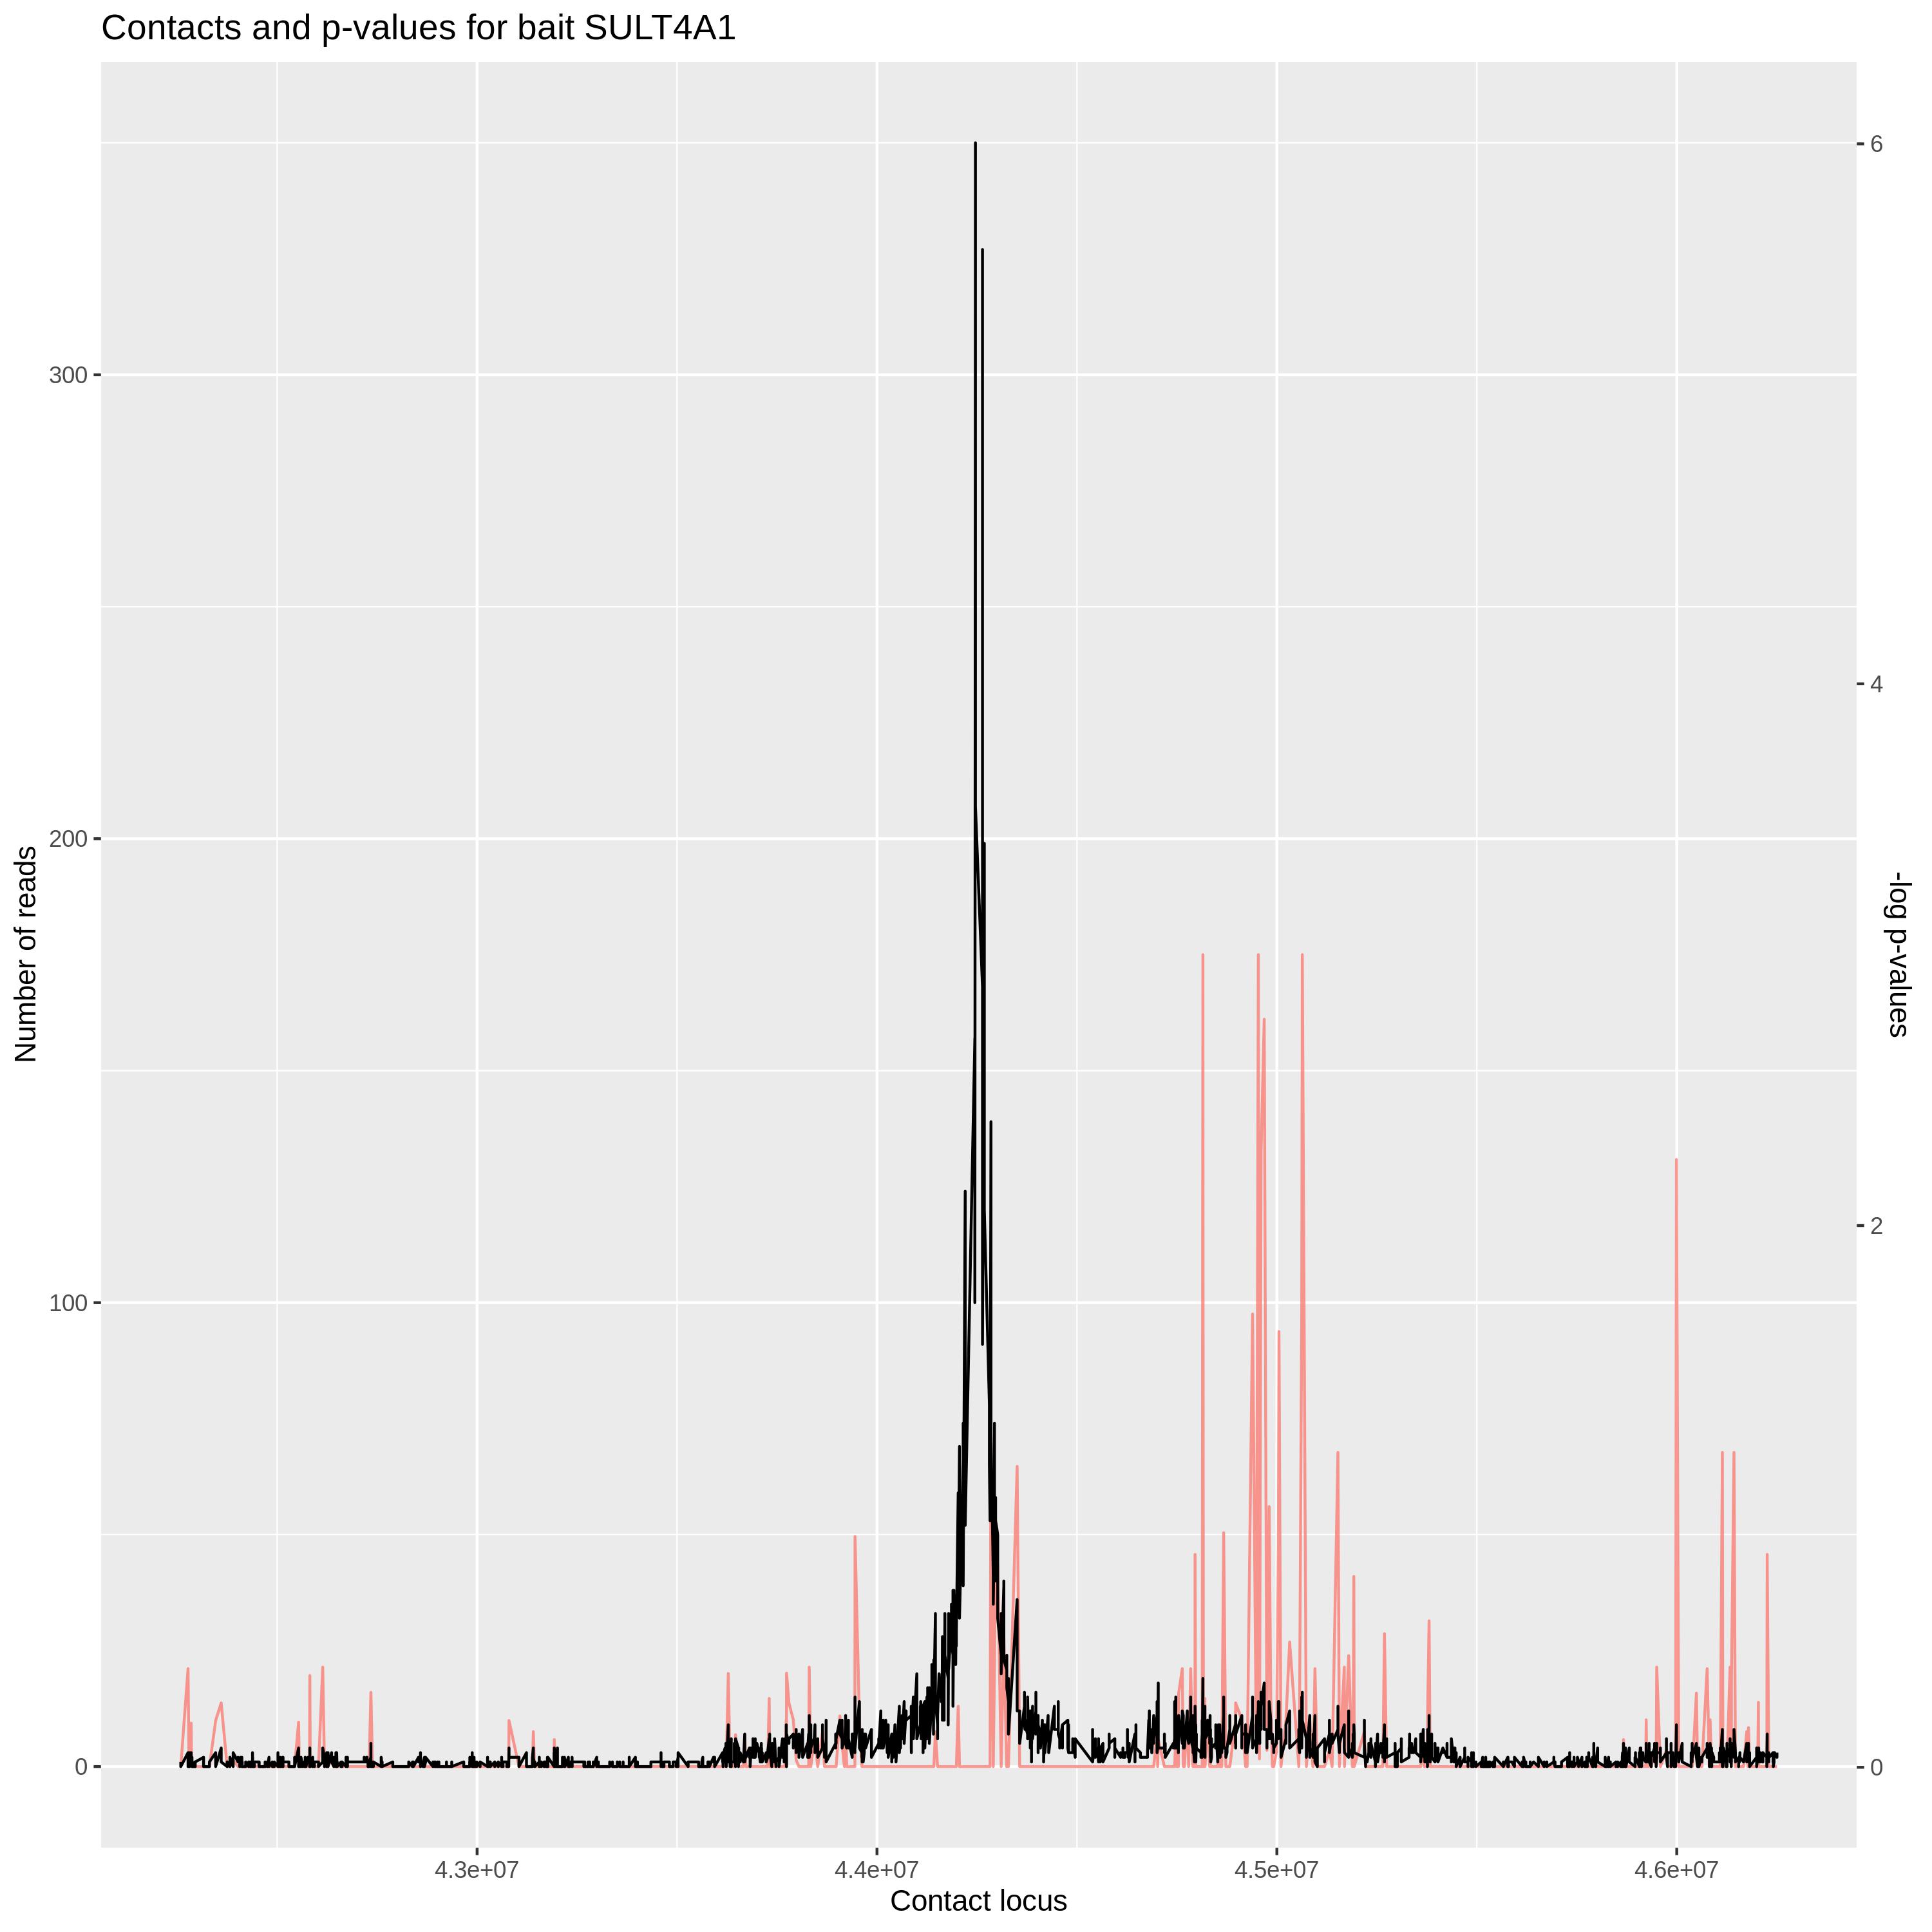 Contacts and p-values for bait SULT4A1
6
300
4
200
Number of reads
-log p-values
2
100
0
0
4.3e+07
4.4e+07
4.5e+07
4.6e+07
Contact locus